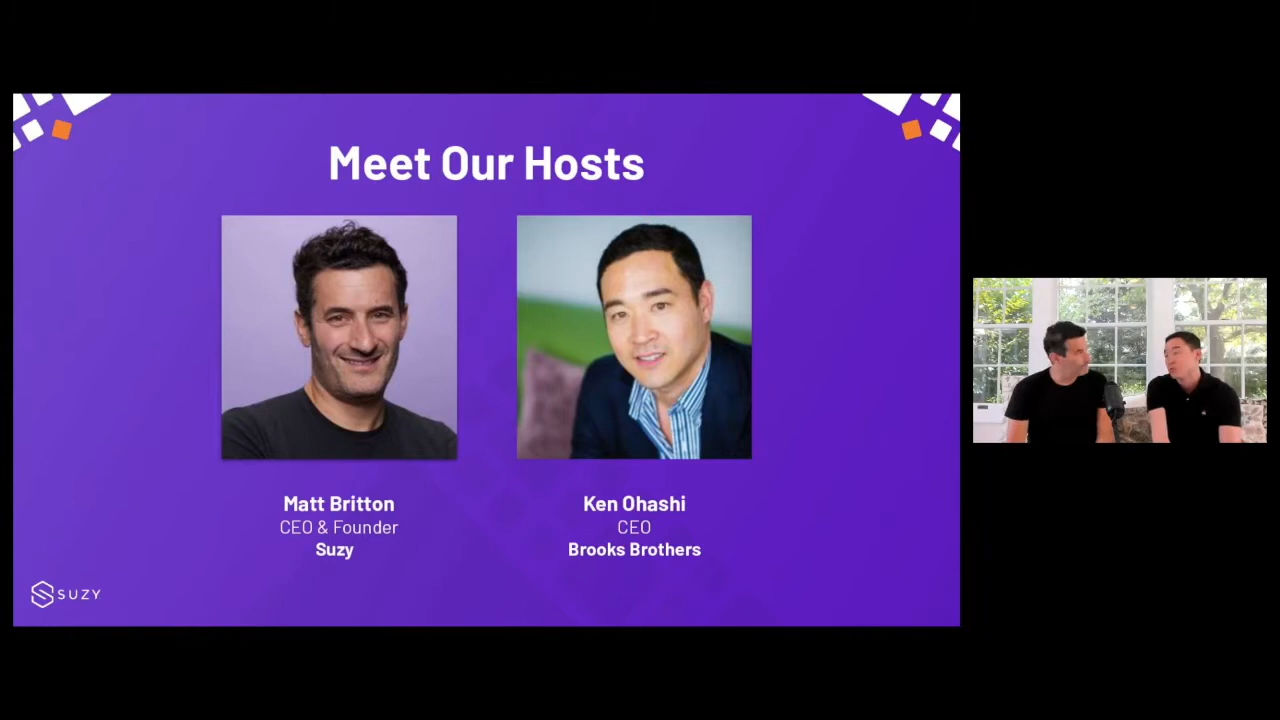 Meet Our Hosts
Matt Britton
CEO & Founder
Suzy
Ken Ohashi
CEO
Brooks Brothers
SUZY